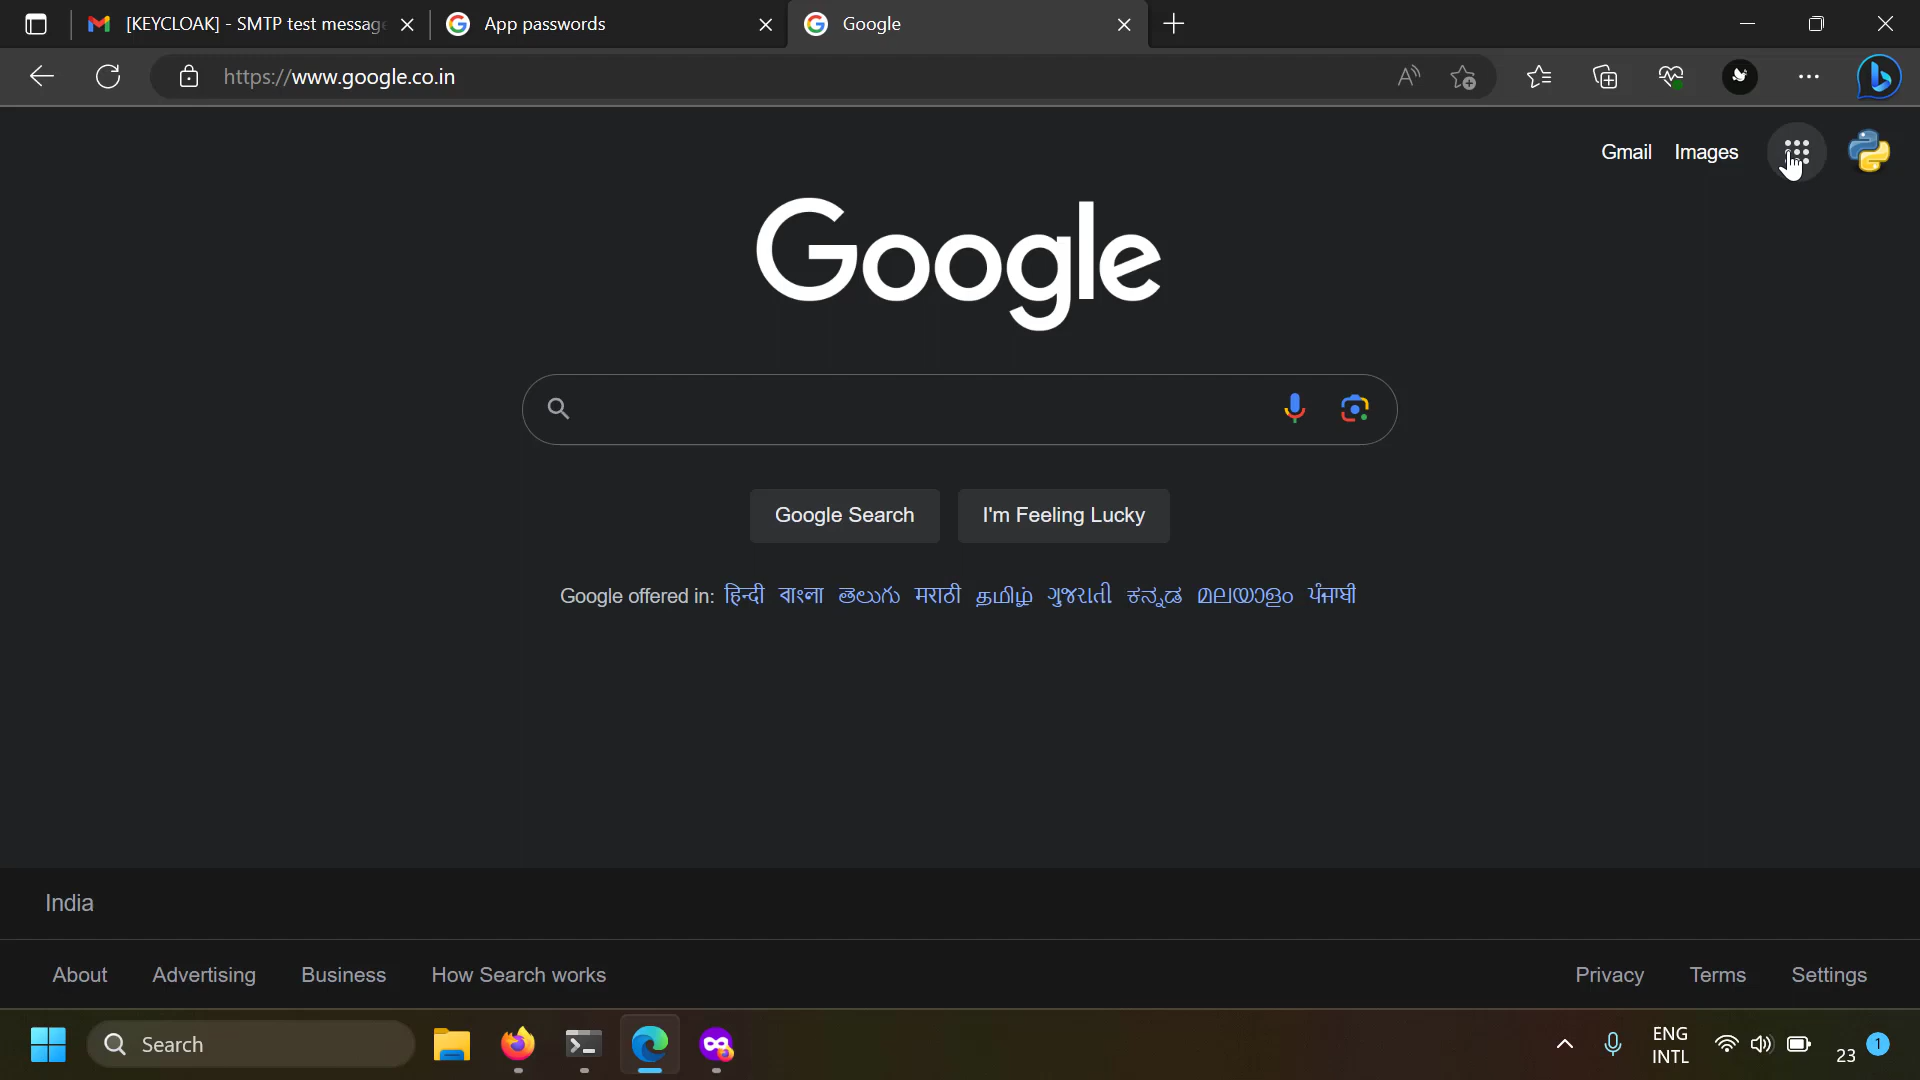 [KEYCLOAK] - SMTP test messag
App passwords
Google
https://www.google.co.in
Gmail Images
Google
Google Search
I'm Feeling Lucky
Google offered in: हिन्दी বাংলা తెలుగు मराठी தமிழ் ગુજરાતી ಕನ್ನಡ മലയാളം ਪੰਜਾਬੀ
India
About Advertising Business How Search works
Privacy Terms Settings
Search
ENG
INTL
23
1